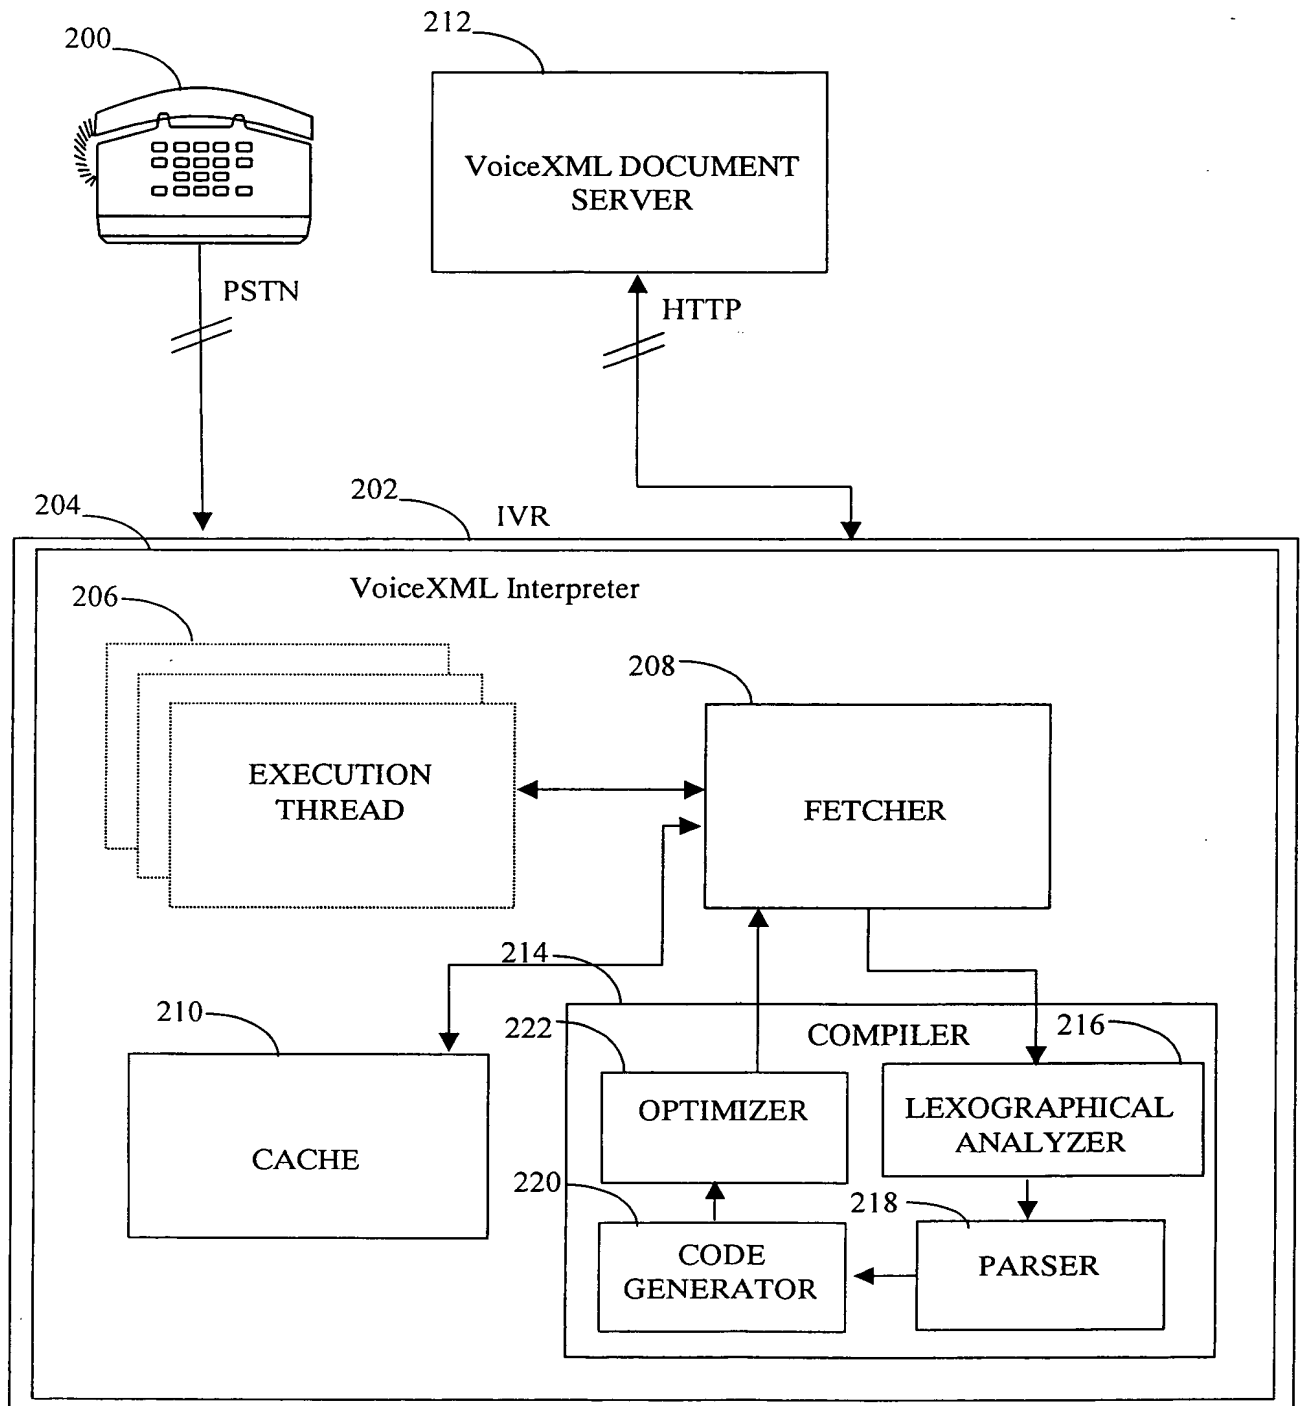 200
212
VoiceXML DOCUMENT
SERVER
PSTN
HTTP
204
202
IVR
VoiceXML Interpreter
206
208
EXECUTION
THREAD
FETCHER
214
210
222
COMPILER
216
OPTIMIZER
LEXOGRAPHICAL
ANALYZER
CACHE
220
218
CODE
GENERATOR
PARSER